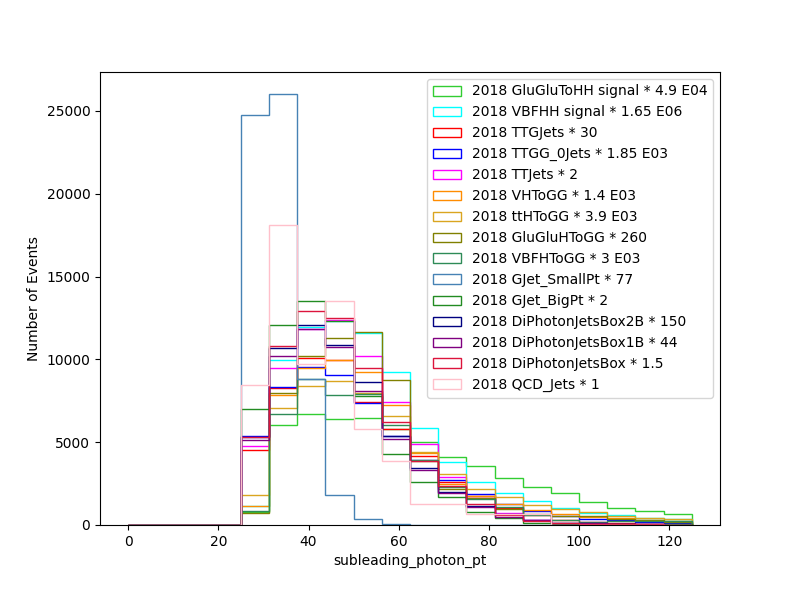 25000
20000
15000
10000
5000
0
Number of Events
0 20 40 60 80 100 120
subleading_photon_pt
2018 GluGluToHH signal * 4.9 E04
2018 VBFHH signal * 1.65 E06
2018 TTGJets * 30
2018 TTGG_0Jets * 1.85 E03
2018 TTJets * 2
2018 VHToGG * 1.4 E03
2018 ttHToGG * 3.9 E03
2018 GluGluHToGG * 260
2018 VBFHToGG * 3 E03
2018 GJet_SmallPt * 77
2018 GJet_BigPt * 2
2018 DiPhotonJetsBox2B * 150
2018 DiPhotonJetsBox1B * 44
2018 DiPhotonJetsBox * 1.5
2018 QCD_Jets * 1